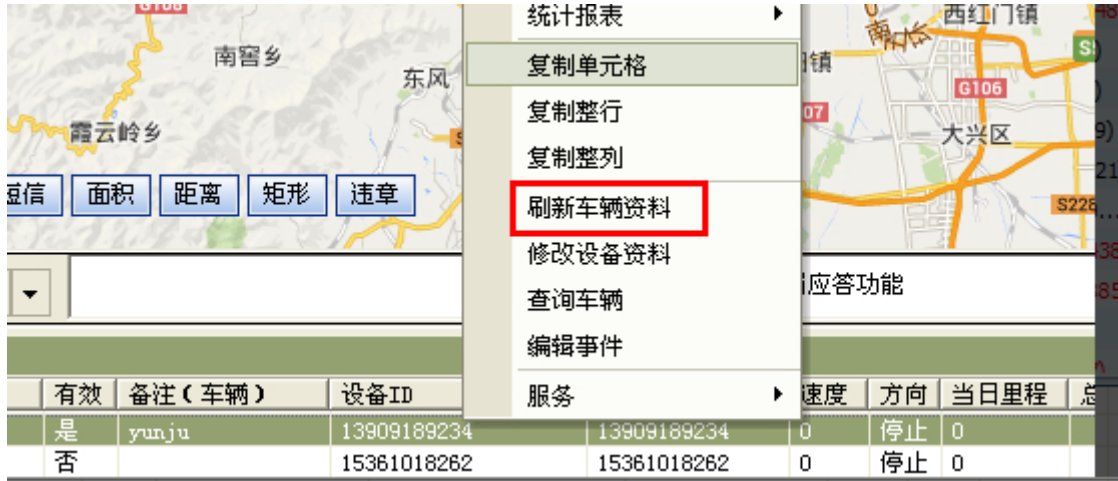 G108
统计报表
西红门镇
南窖乡
东风
复制单元格
镇
G106
复制整行
07
霞云岭乡
复制整列
大兴区
短信 面积 距离 矩形 违章
刷新车辆资料
S228
修改设备资料
应答功能
查询车辆
编辑事件
有效 备注(车辆) 设备ID 服务 速度 方向 当日里程 总
是 yunju 13909189234 13909189234 0 停止 0
否 15361018262 15361018262 0 停止 0